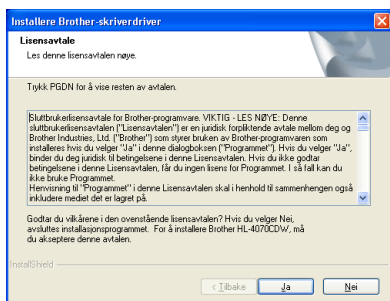 Installere Brother-skriverdriver
Lisensavtale
Les denne lisensavtalen nøye.
Trykk PGDN for å vise resten av avtalen.
Sluttbrukerlisensavtale for Brother-programvare. VIKTIG - LES NØYE: Denne
sluttbrukerlisensavtalen ("Lisensavtalen") er en juridisk forpliktende avtale mellom deg og
Brother Industries, Ltd. ("Brother") som styrer bruken av Brother-programvaren som
installeres hvis du velger "Ja" i denne dialogboksen ("Programmet"). Hvis du velger "Ja",
binder du deg juridisk til betingelsene i denne Lisensavtalen. Hvis du ikke godtar
betingelsene i denne Lisensavtalen, får du ingen lisens for Programmet. I så fall kan du
ikke bruke Programmet.
Henvisning til "Programmet" i denne Lisensavtalen skal i henhold til sammenhengen også
inkludere mediet det er lagret på.
Godtar du vilkårene i den ovenstående lisensavtalen? Hvis du velger Nei,
avsluttes installasjonsprogrammet. For å installere Brother HL-4070CDW, må
du akseptere denne avtalen.
InstallShield
< Tilbake Ja Nei